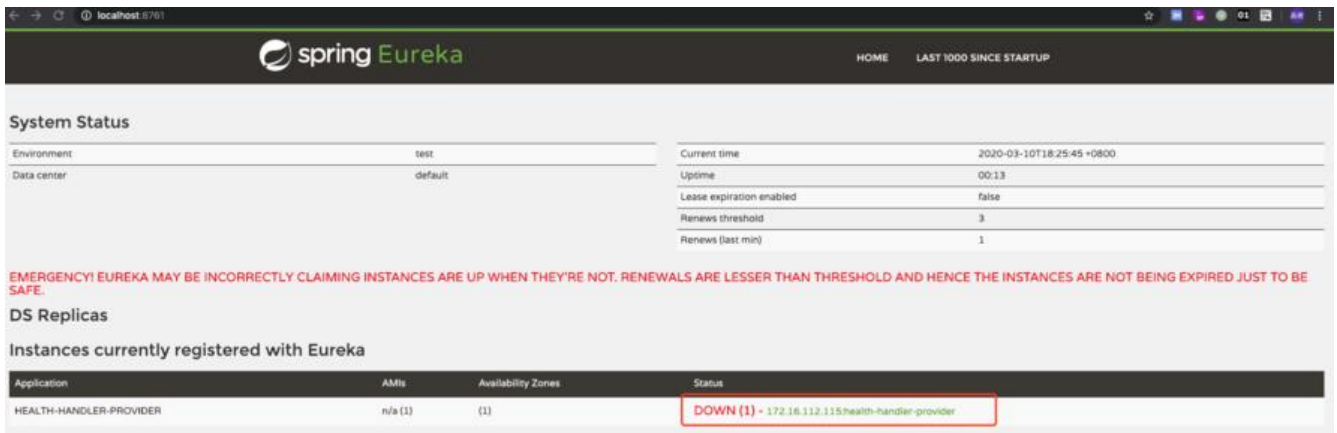 localhost:8761
01
spring Eureka
HOME LAST 1000 SINCE STARTUP
System Status
Environment test
Data center default
Current time 2020-03-10T18:25:45 +0800
Uptime 00:13
Lease expiration enabled false
Renews threshold 3
Renews (last min) 1
EMERGENCY! EUREKA MAY BE INCORRECTLY CLAIMING INSTANCES ARE UP WHEN THEY'RE NOT. RENEWALS ARE LESSER THAN THRESHOLD AND HENCE THE INSTANCES ARE NOT BEING EXPIRED JUST TO BE
SAFE.
DS Replicas
Instances currently registered with Eureka
Application AMIs Availability Zones Status
HEALTH-HANDLER-PROVIDER n/a (1) (1) DOWN (1) - 172.16.112.115:health-handler-provider